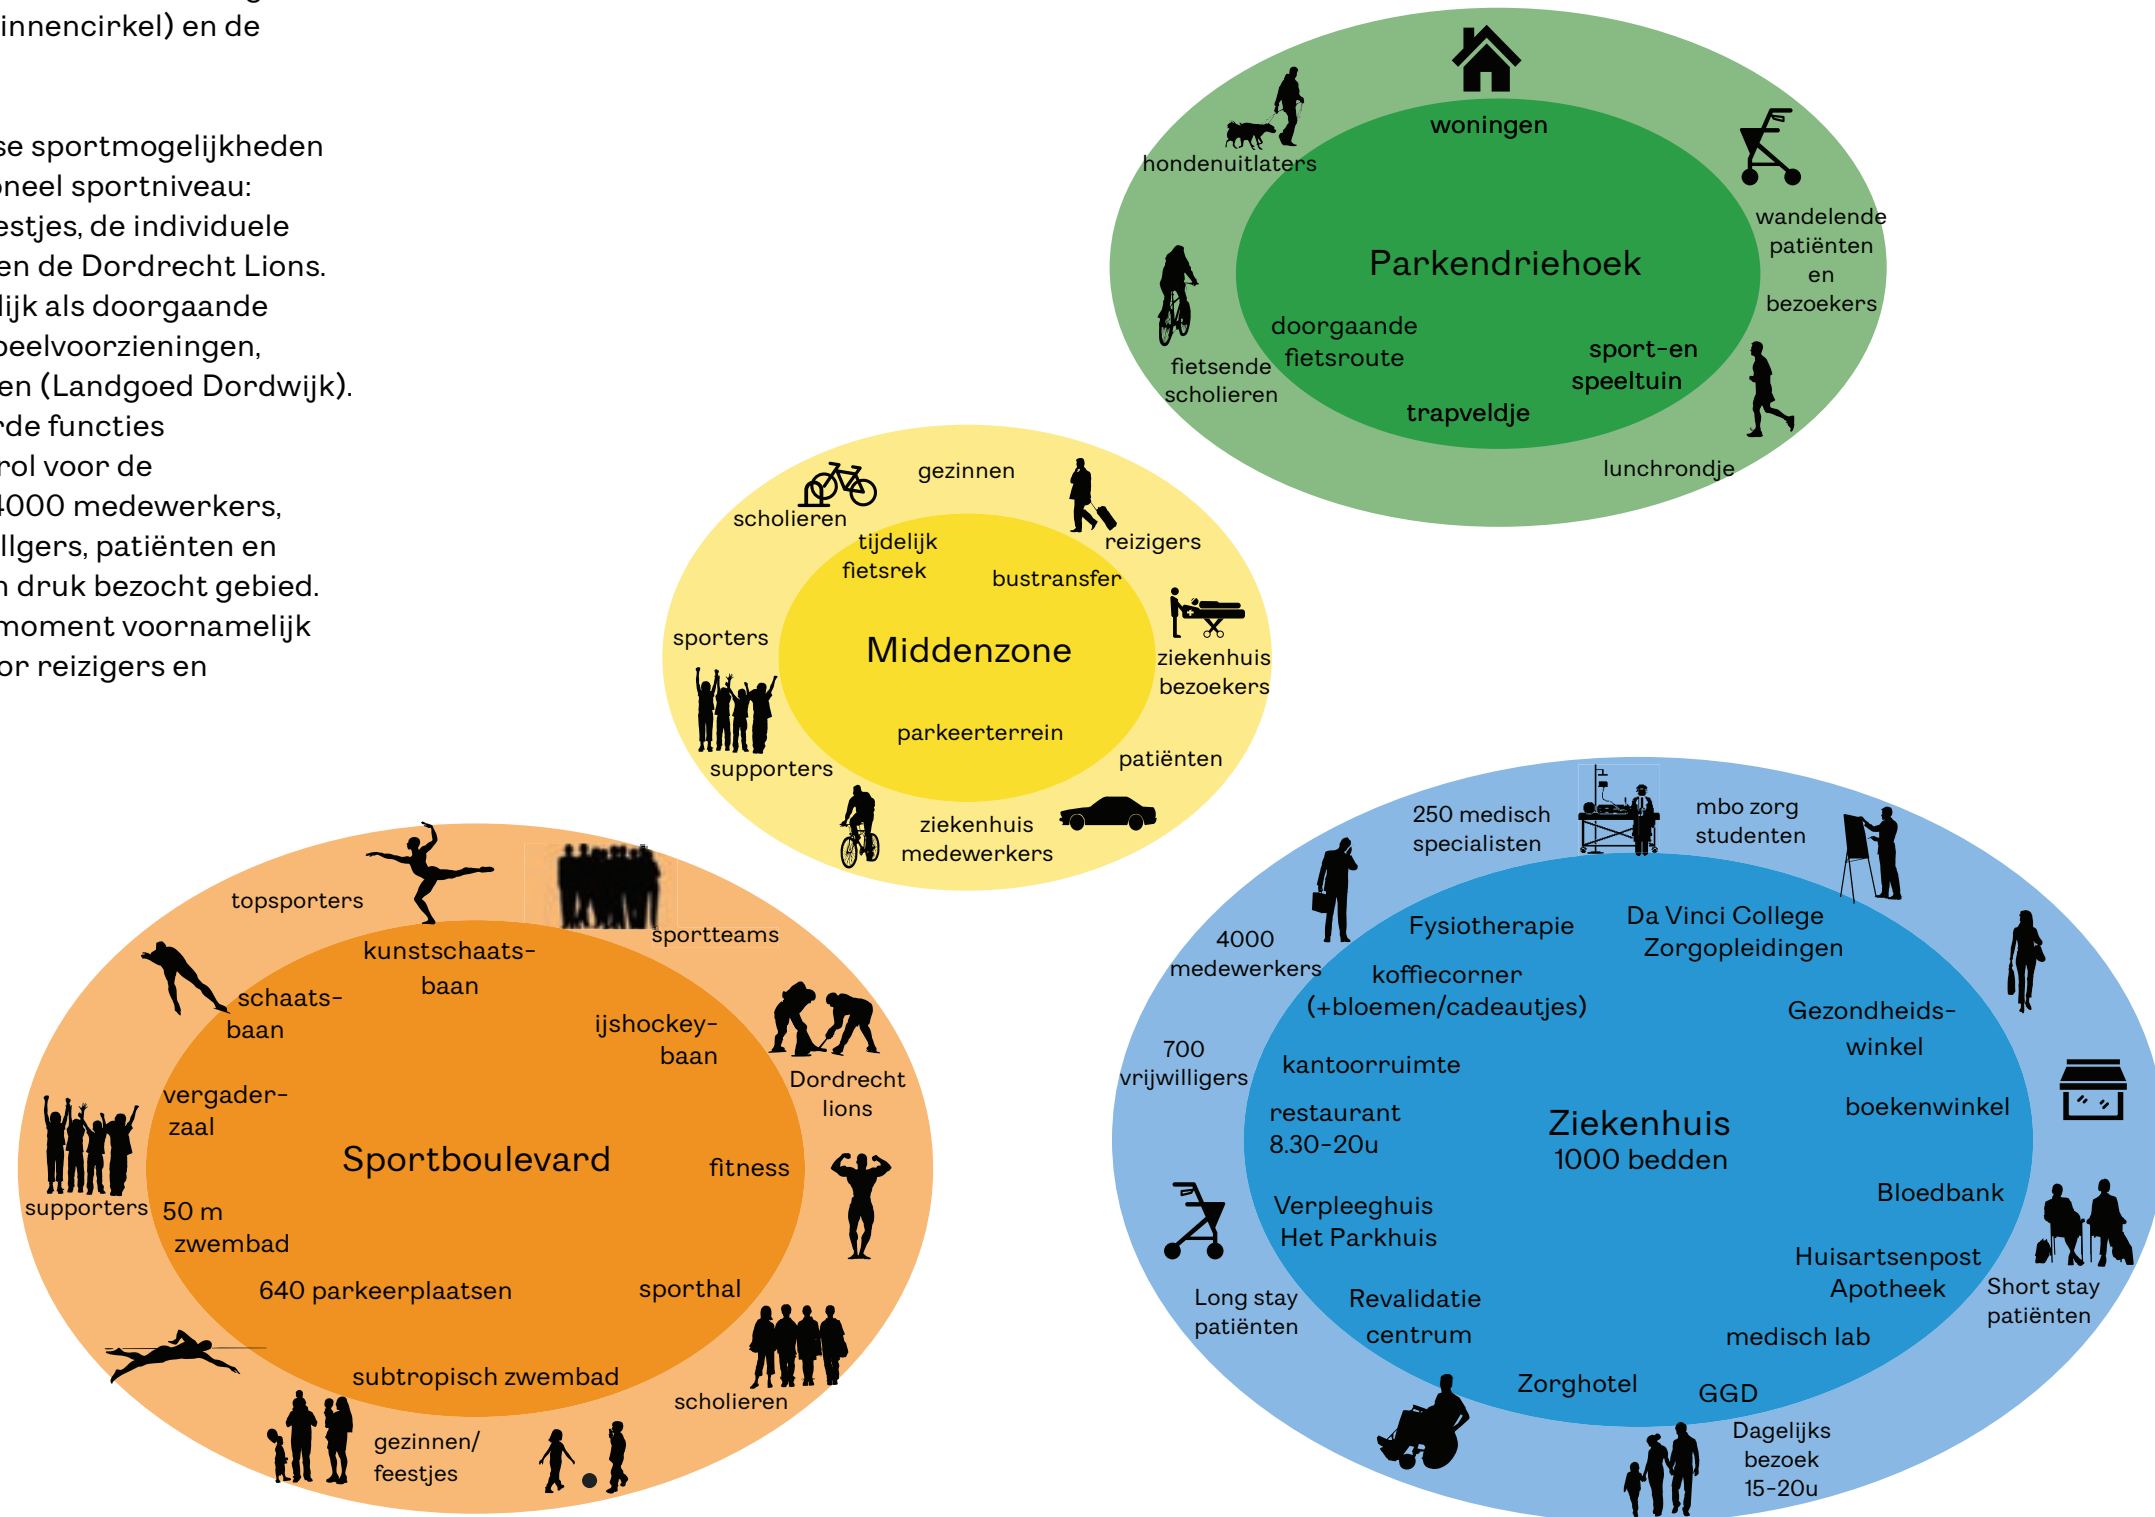 innencirkel) en de
se sportmogelijkheden
oneel sportniveau:
estjes, de individuele
en de Dordrecht Lions.
lijk als doorgaande
peelvoorzieningen,
en (Landgoed Dordwijk).
rde functies
rol voor de
4000 medewerkers,
llgers, patiënten en
n druk bezocht gebied.
moment voornamelijk
or reizigers en
woningen
hondenuitlaters
wandelende
patiënten
en
bezoekers
Parkendriehoek
doorgaande
fietsroute
fietsende
scholieren
sport-en
speeltuin
trapveldje
lunchrondje
gezinnen
scholieren
tijdelijk
fietsrek
reizigers
bustransfer
sporters
Middenzone
ziekenhuis
bezoekers
parkeerterrein
supporters
patiënten
ziekenhuis
medewerkers
topsporters
sportteams
kunstschaats-
baan
schaats-
baan
ijshockey-
baan
Dordrecht
lions
vergader-
zaal
Sportboulevard
fitness
supporters
50 m
zwembad
640 parkeerplaatsen
sporthal
subtropisch zwembad
scholieren
gezinnen/
feestjes
250 medisch
specialisten
mbo zorg
studenten
4000
medewerkers
Fysiotherapie
Da Vinci College
Zorgopleidingen
koffiecorner
(+bloemen/cadeautjes)
Gezondheids-
winkel
700
vrijwilligers
kantoorruimte
restaurant
8.30-20u
boekenwinkel
Ziekenhuis
1000 bedden
Verpleeghuis
Het Parkhuis
Bloedbank
Huisartsenpost
Apotheek
Long stay
patiënten
Revalidatie
centrum
Short stay
patiënten
medisch lab
Zorghotel
GGD
Dagelijks
bezoek
15-20u